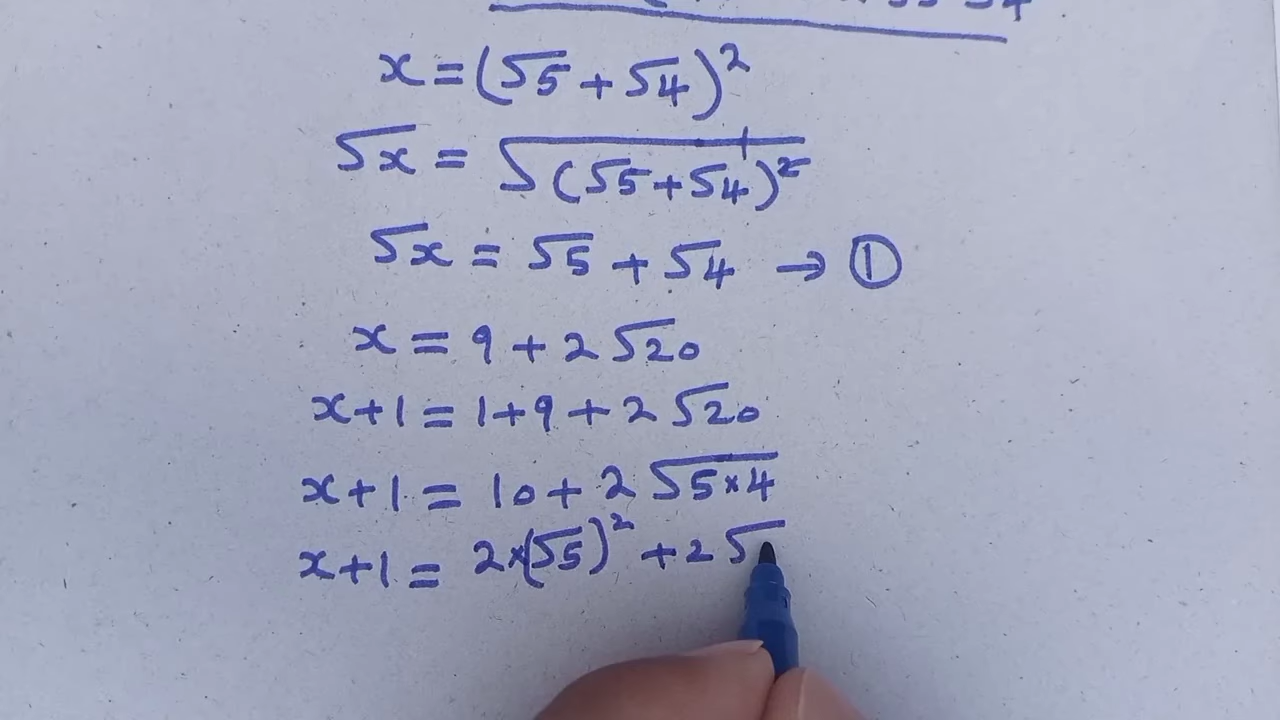 x = (√5 + √4)²
√x = √(√5+√4)²
√x = √5 + √4 → ①
x = 9 + 2√20
x+1 = 1+9+2√20
x+1 = 10+2√5×4
x+1 = 2×(√5)² +2√